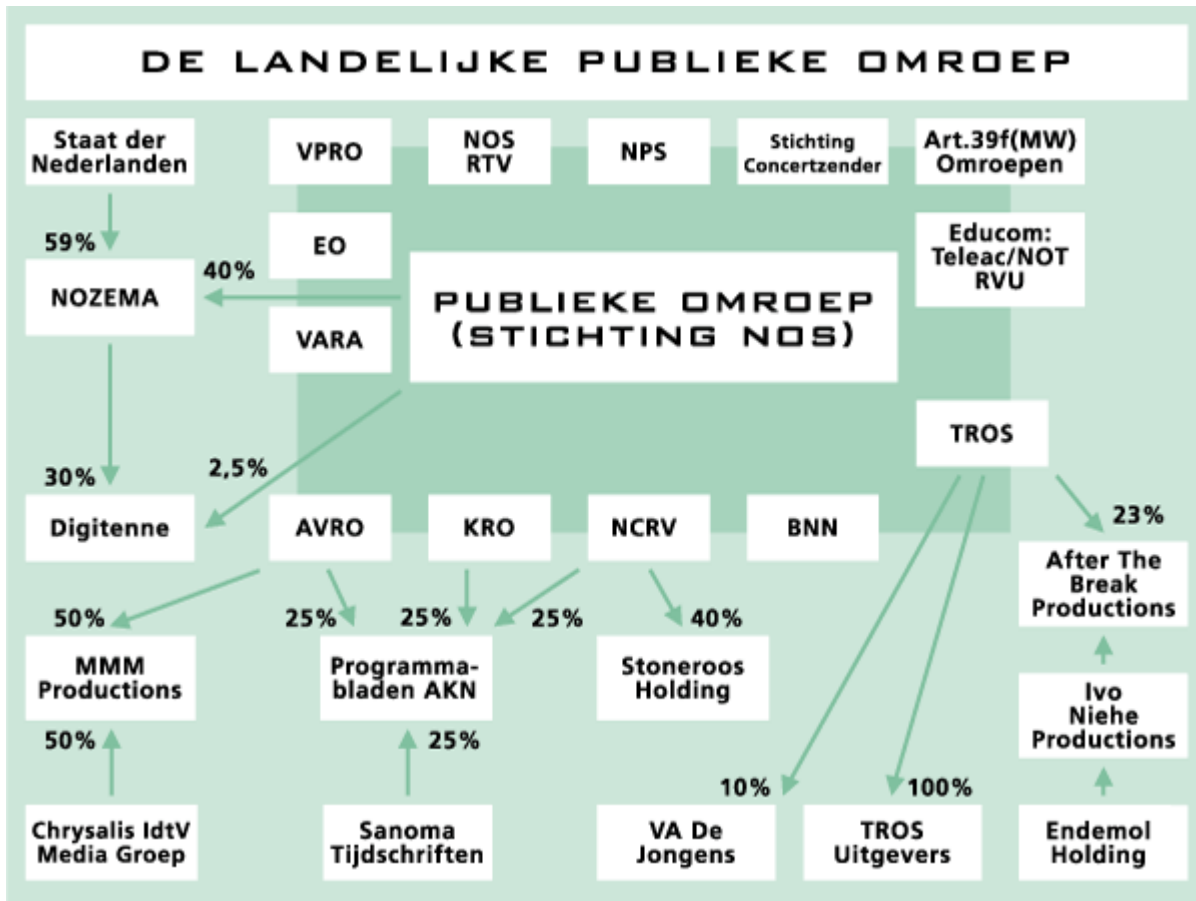 DE LANDELIJKE PUBLIEKE OMROEP
Staat der
Nederlanden
VPRO
NOS
RTV
NPS
Stichting
Concertzender
Art.39f(MW)
Omroepen
59%
NOZEMA
40%
EO
VARA
PUBLIEKE OMROEP
(STICHTING NOS)
Educom:
Teleac/NOT
RVU
TROS
30%
Digitenne
2,5%
AVRO
KRO
NCRV
BNN
23%
After The
Break
Productions
50%
MMM
Productions
50%
25%
25%
25%
Programma-
bladen AKN
25%
40%
Stoneroos
Holding
Ivo
Niehe
Productions
Chrysalis IdtV
Media Groep
Sanoma
Tijdschriften
10%
VA De
Jongens
100%
TROS
Uitgevers
Endemol
Holding